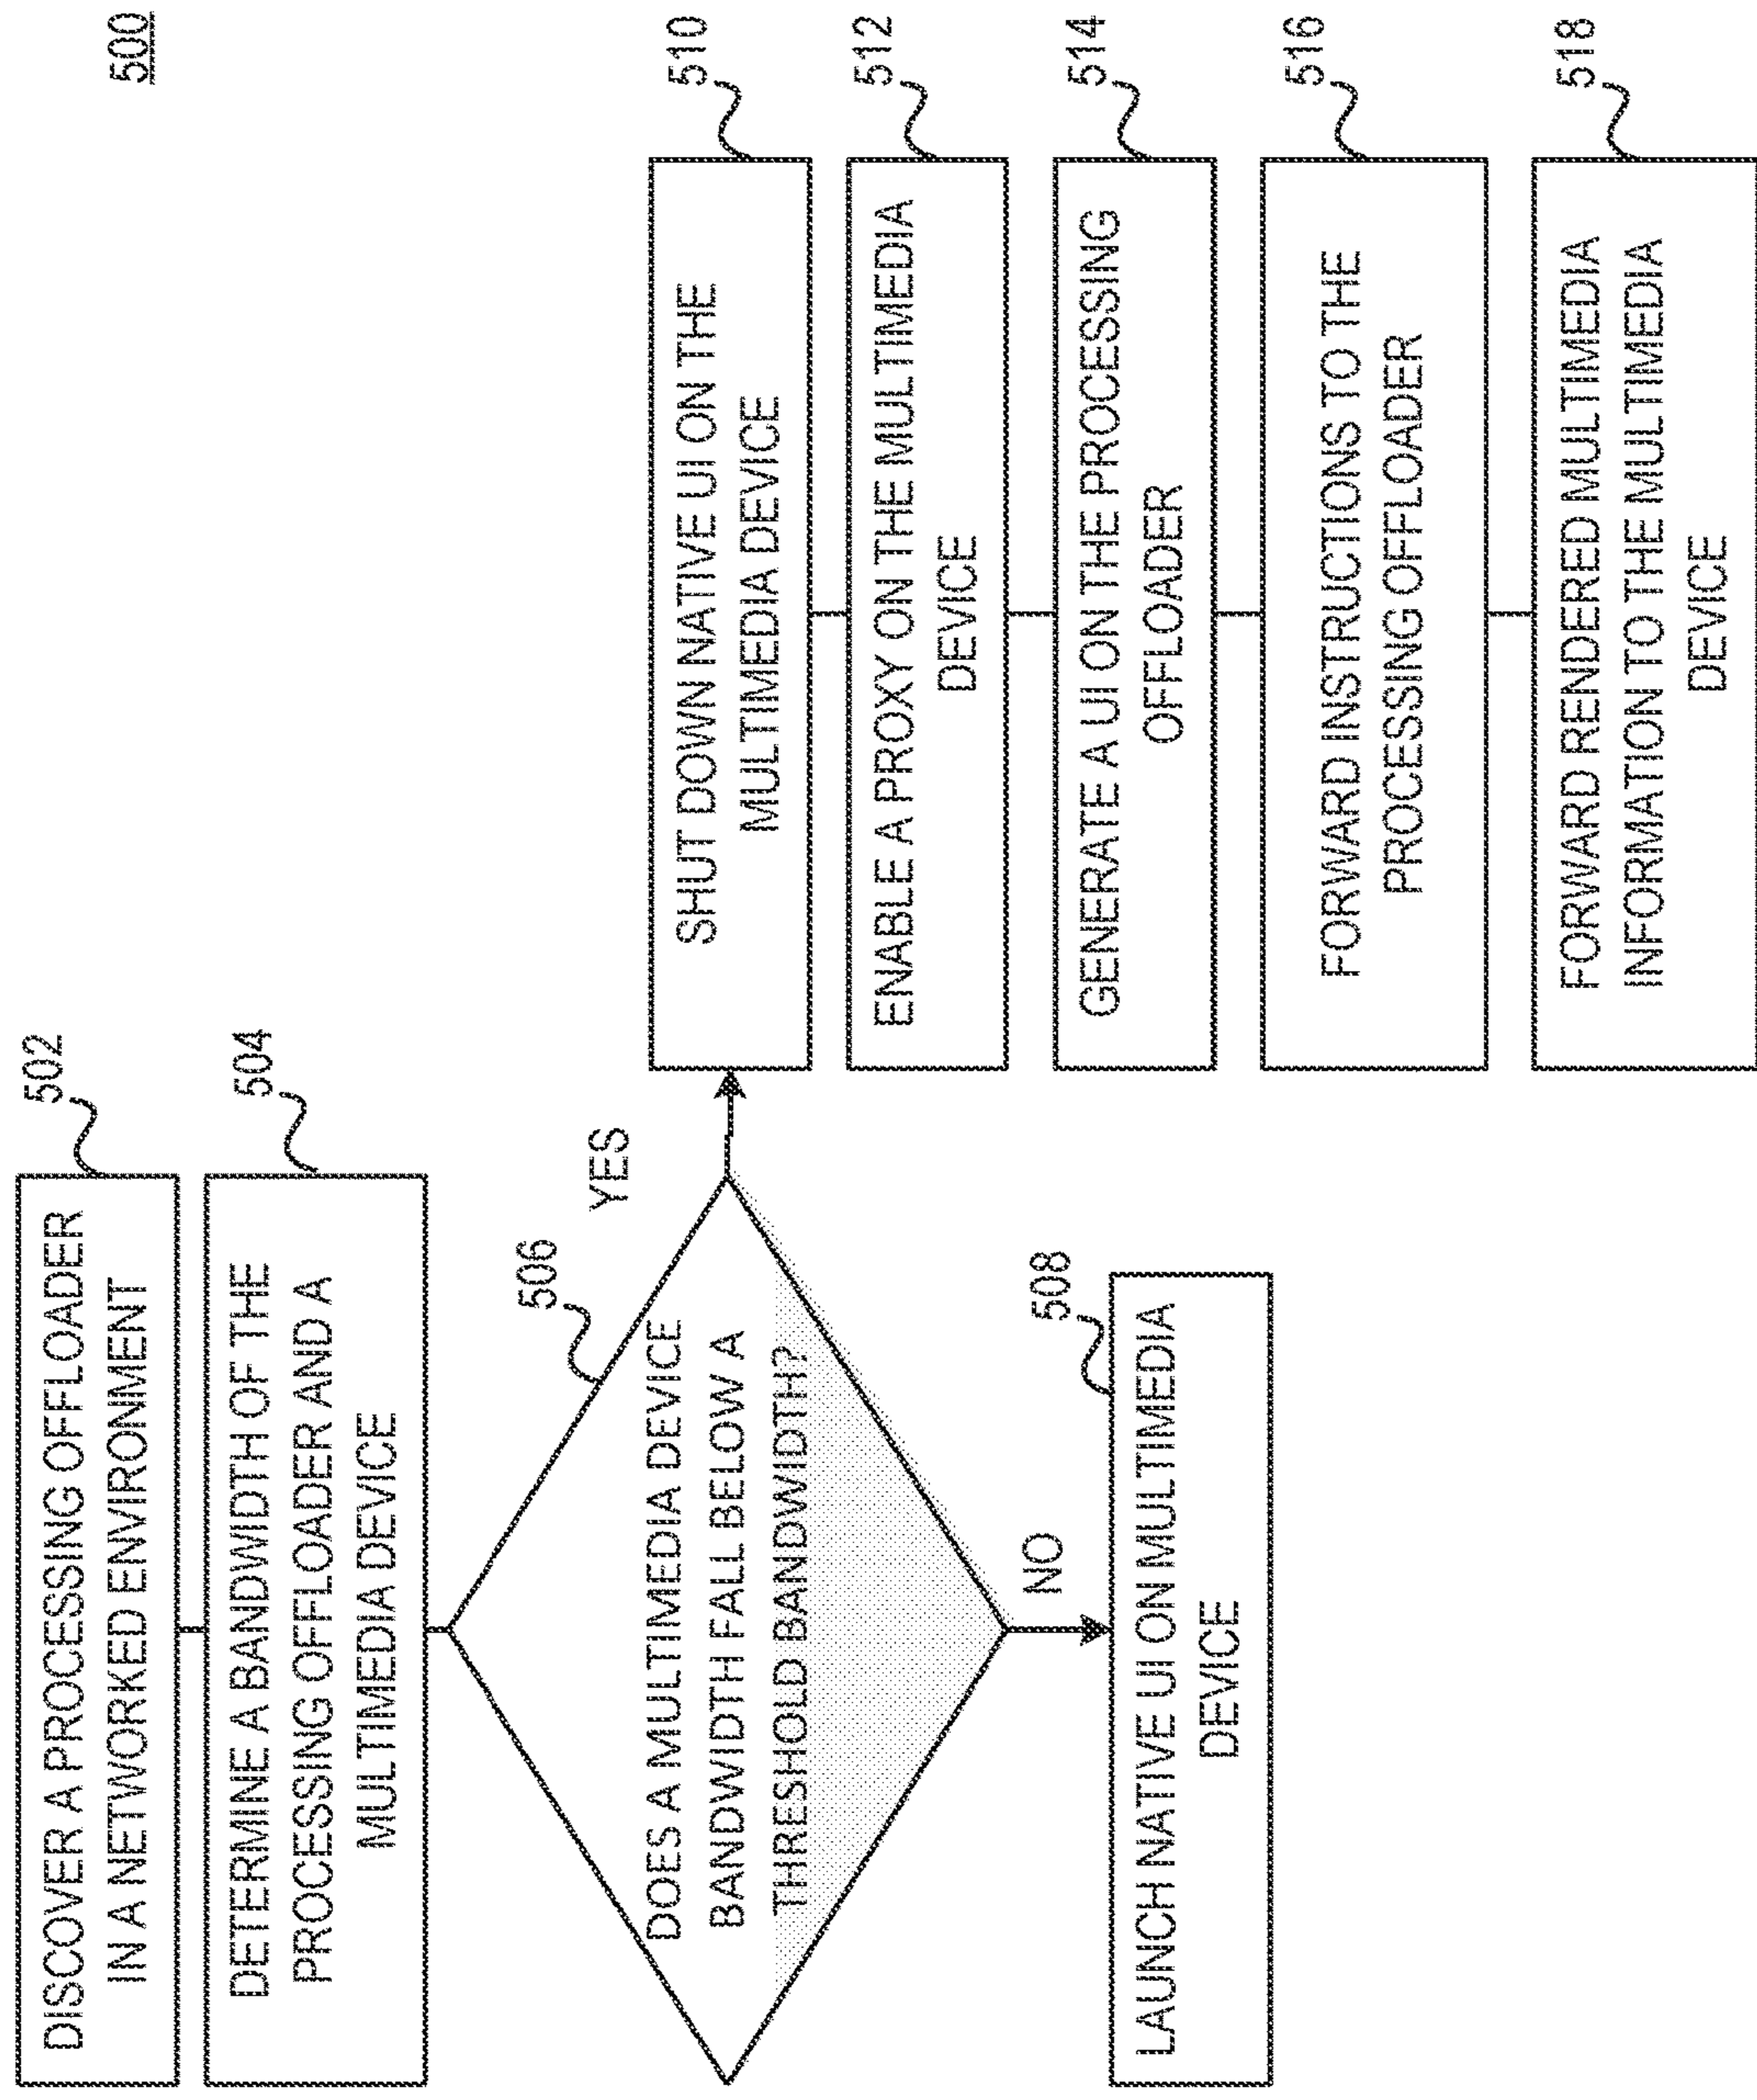 500
502
DISCOVER A PROCESSING OFFLOADER
IN A NETWORKED ENVIRONMENT
504
DETERMINE A BANDWIDTH OF THE
PROCESSING OFFLOADER AND A
MULTIMEDIA DEVICE
506
DOES A MULTIMEDIA DEVICE
BANDWIDTH FALL BELOW A
THRESHOLD BANDWIDTH?
YES
NO
508
LAUNCH NATIVE UI ON MULTIMEDIA
DEVICE
510
SHUT DOWN NATIVE UI ON THE
MULTIMEDIA DEVICE
512
ENABLE A PROXY ON THE MULTIMEDIA
DEVICE
514
GENERATE A UI ON THE PROCESSING
OFFLOADER
516
FORWARD INSTRUCTIONS TO THE
PROCESSING OFFLOADER
518
FORWARD RENDERED MULTIMEDIA
INFORMATION TO THE MULTIMEDIA
DEVICE